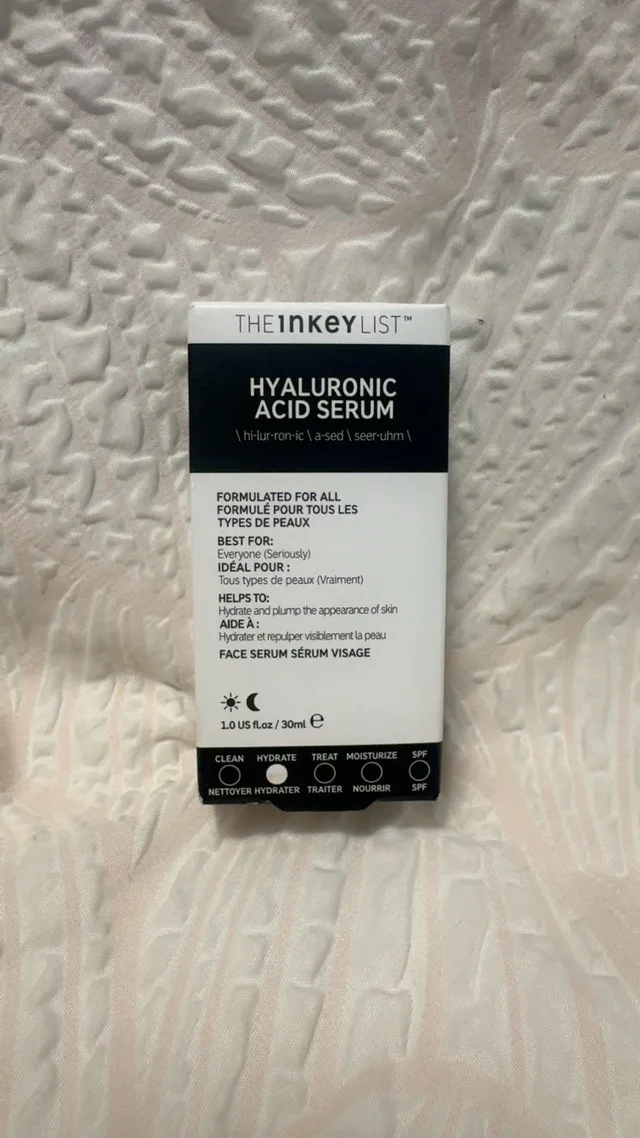 THE INKEY LIST™
HYALURONIC
ACID SERUM
\ hi-lur-ron-ic \ a-sed \ seer-uhm \
FORMULATED FOR ALL
FORMULÉ POUR TOUS LES
TYPES DE PEAUX
BEST FOR:
Everyone (Seriously)
IDÉAL POUR :
Tous types de peaux (Vraiment)
HELPS TO:
Hydrate and plump the appearance of skin
AIDE À :
Hydrater et repulper visiblement la peau
FACE SERUM SÉRUM VISAGE
1.0 US fl.oz / 30ml ℮
CLEAN HYDRATE TREAT MOISTURIZE SPF
NETTOYER HYDRATER TRAITER NOURRIR SPF